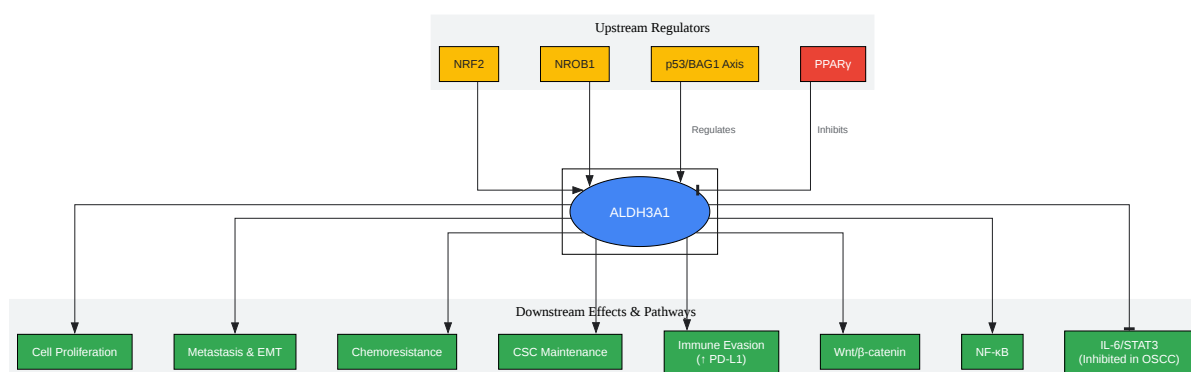 Upstream Regulators
NRF2
NROB1
p53/BAG1 Axis
PPARγ
Regulates
Inhibits
ALDH3A1
Downstream Effects & Pathways
Cell Proliferation
Metastasis & EMT
Chemoresistance
CSC Maintenance
Immune Evasion
(↑ PD-L1)
Wnt/β-catenin
NF-κB
IL-6/STAT3
(Inhibited in OSCC)